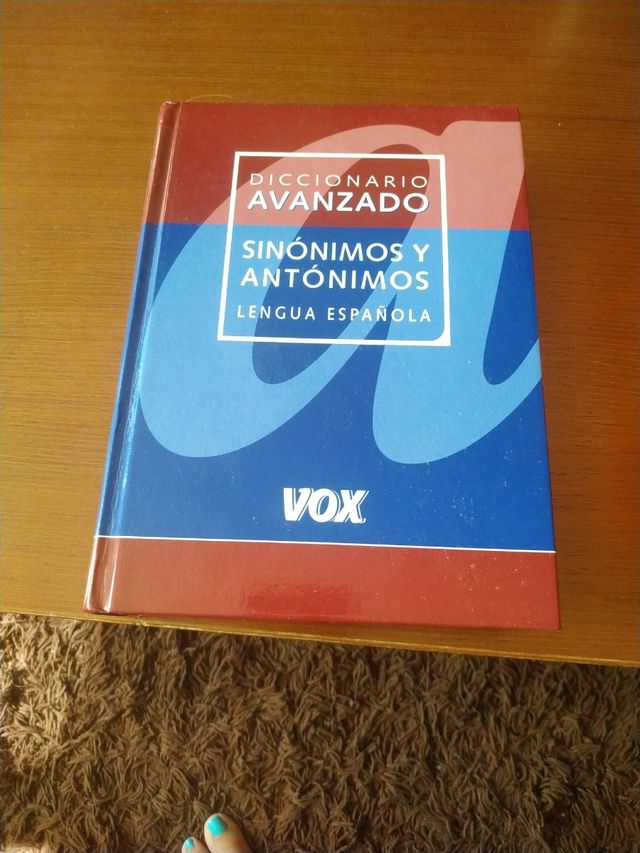 DICCIONARIO
AVANZADO
SINÓNIMOS Y
ANTÓNIMOS
LENGUA ESPAÑOLA
VOX